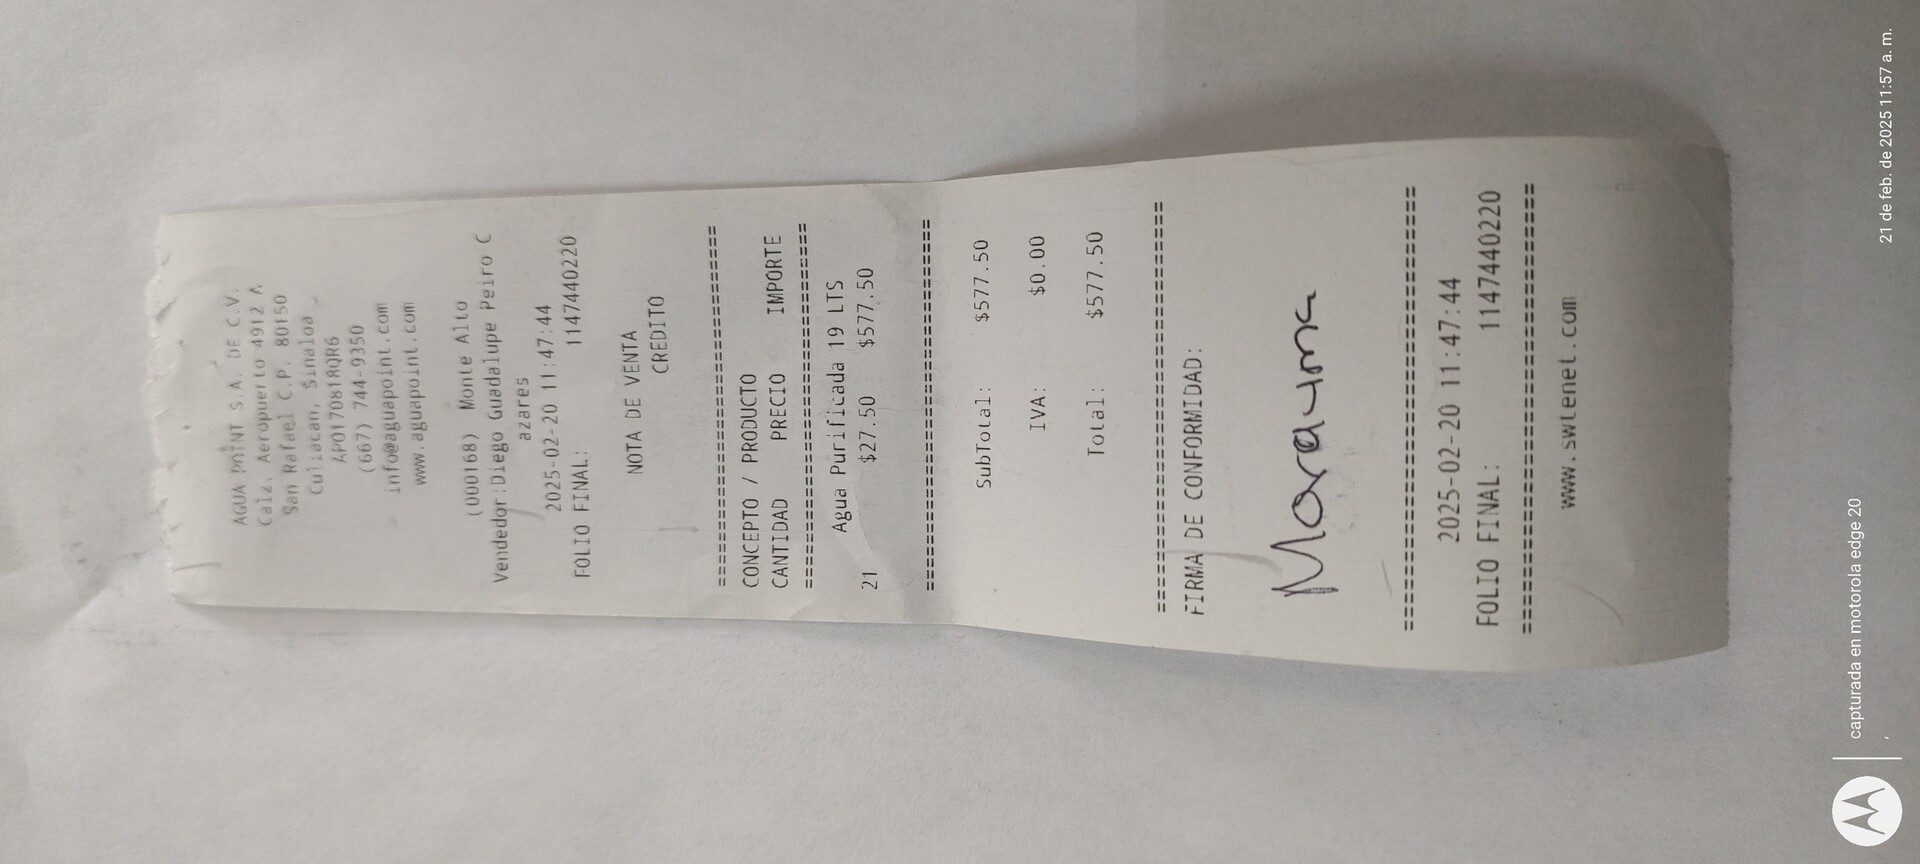 AGUA POINT S.A. DE C.V.
Calz. Aeropuerto 4912 A
San Rafael C.P. 80150
Culiacan, Sinaloa
APO170818QR6
(667) 744-9350
info@aguapoint.com
www.aguapoint.com
(000168) Monte Alto
Vendedor:Diego Guadalupe Peiro C
azares
2025-02-20 11:47:44
FOLIO FINAL: 1147440220
NOTA DE VENTA
CREDITO
================================
CONCEPTO / PRODUCTO
CANTIDAD PRECIO IMPORTE
================================
Agua Purificada 19 LTS
21 $27.50 $577.50
================================
SubTotal: $577.50
IVA: $0.00
Total: $577.50
================================
FIRMA DE CONFORMIDAD:
================================
2025-02-20 11:47:44
FOLIO FINAL: 1147440220
================================
www.swtenet.com
capturada en motorola edge 20
,
21 de feb. de 2025 11:57 a. m.